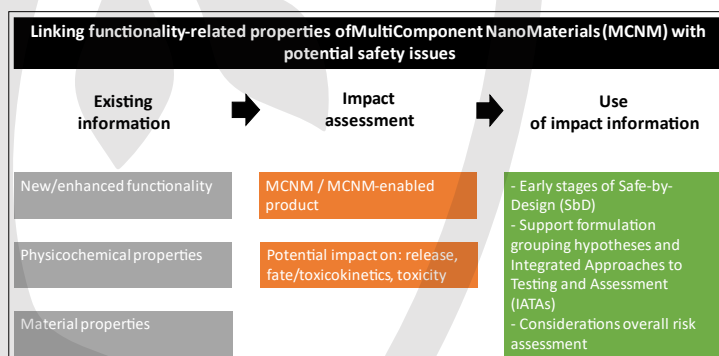 Linking functionality-related properties ofMultiComponent NanoMaterials (MCNM) with
potential safety issues
Existing
information
Impact
assessment
Use
of impact information
New/enhanced functionality
Physicochemical properties
Material properties
MCNM / MCNM-enabled
product
Potential impact on: release,
fate/toxicokinetics, toxicity
- Early stages of Safe-by-
Design (SbD)
- Support formulation
grouping hypotheses and
Integrated Approaches to
Testing and Assessment
(IATAs)
- Considerations overall risk
assessment